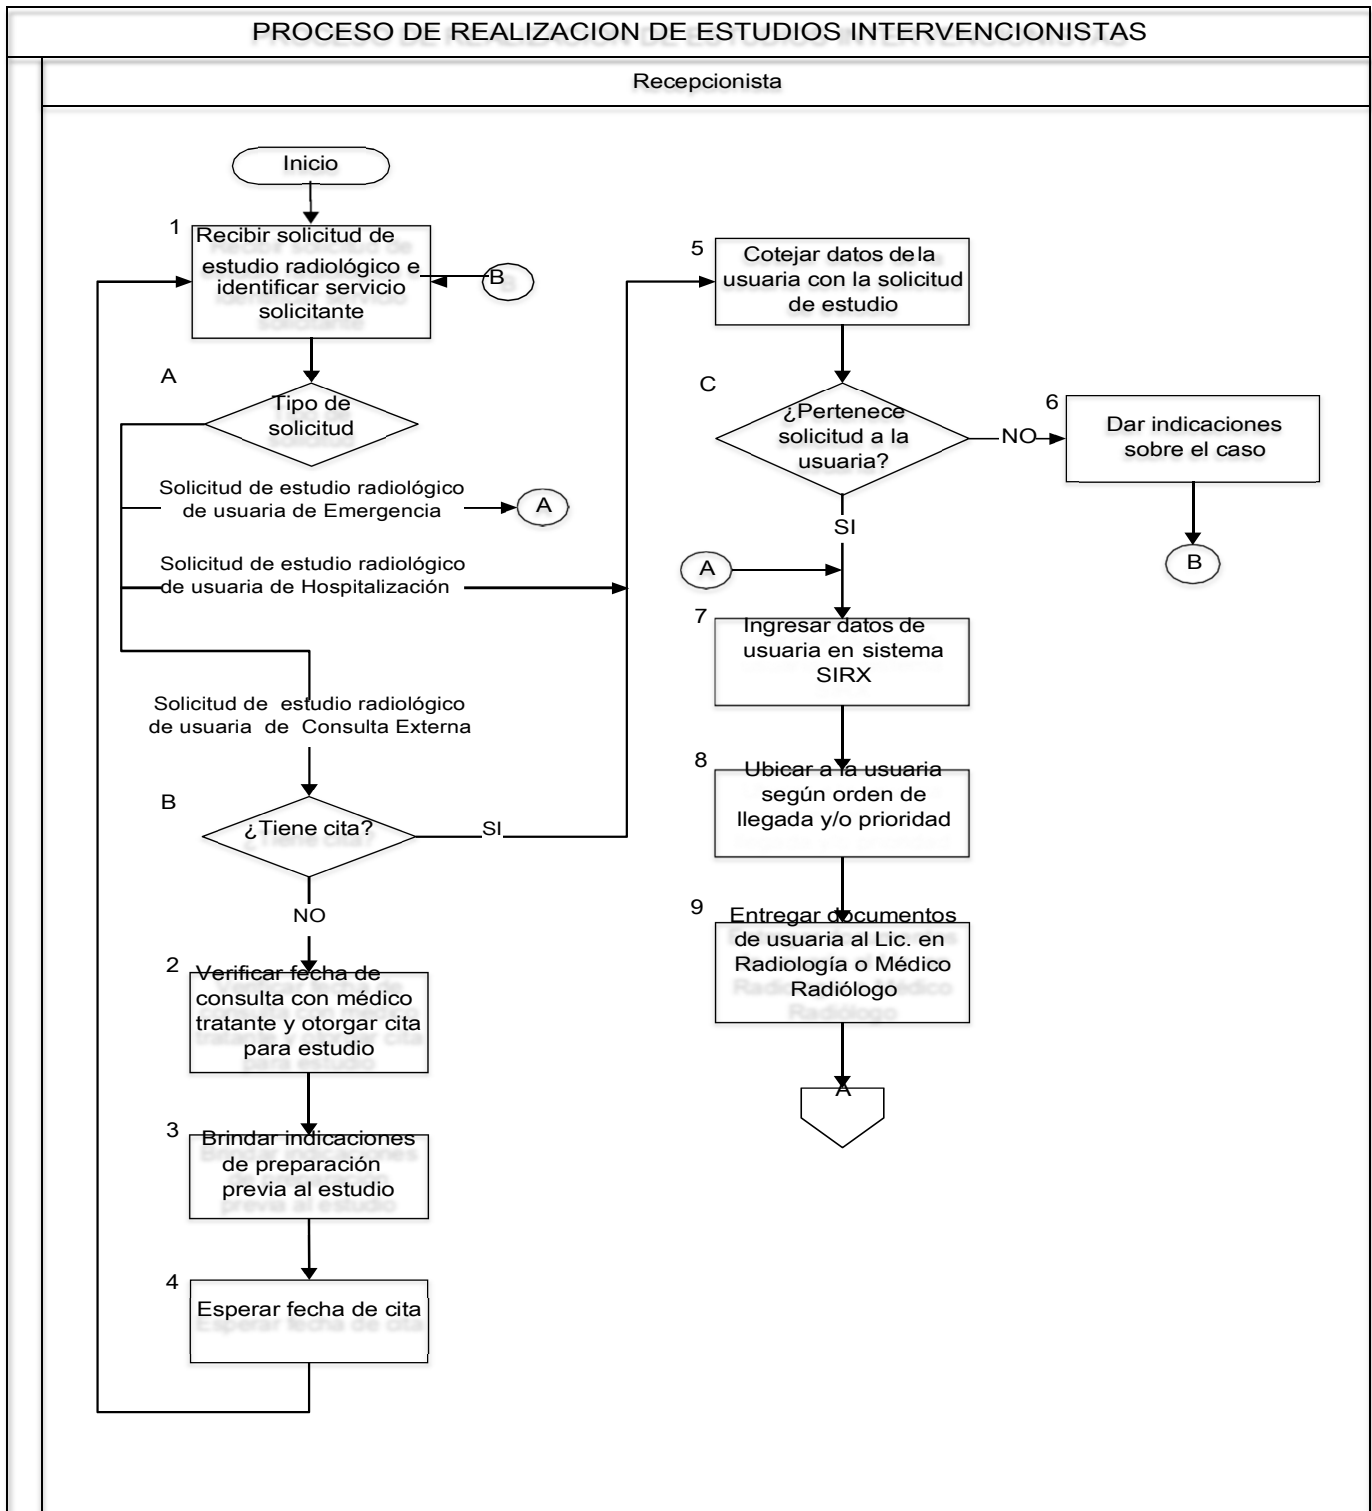 PROCESO DE REALIZACION DE ESTUDIOS INTERVENCIONISTAS
Recepcionista
Inicio
1
Recibir solicitud de
estudio radiológico e
identificar servicio
solicitante
B
A
Tipo de
solicitud
Solicitud de estudio radiológico
de usuaria de Emergencia
A
Solicitud de estudio radiológico
de usuaria de Hospitalización
Solicitud de estudio radiológico
de usuaria de Consulta Externa
B
¿Tiene cita?
SI
NO
2
Verificar fecha de
consulta con médico
tratante y otorgar cita
para estudio
3
Brindar indicaciones
de preparación
previa al estudio
4
Esperar fecha de cita
5
Cotejar datos de la
usuaria con la solicitud
de estudio
C
¿Pertenece
solicitud a la
usuaria?
NO
6
Dar indicaciones
sobre el caso
B
SI
A
7
Ingresar datos de
usuaria en sistema
SIRX
8
Ubicar a la usuaria
según orden de
llegada y/o prioridad
9
Entregar documentos
de usuaria al Lic. en
Radiología o Médico
Radiólogo
A